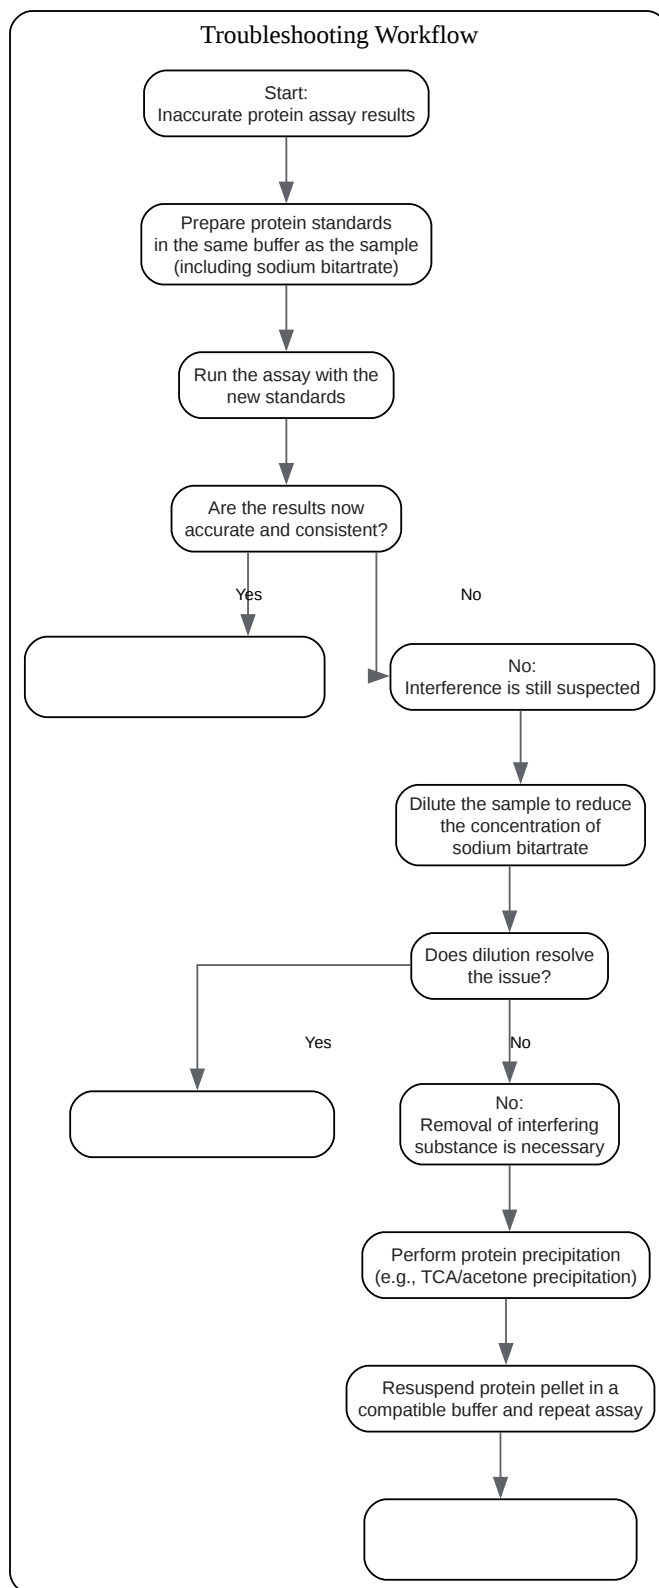 Troubleshooting Workflow
Start:
Inaccurate protein assay results
Prepare protein standards
in the same buffer as the sample
(including sodium bitartrate)
Run the assay with the
new standards
Are the results now
accurate and consistent?
Yes
No
No:
Interference is still suspected
Dilute the sample to reduce
the concentration of
sodium bitartrate
Does dilution resolve
the issue?
Yes
No
No:
Removal of interfering
substance is necessary
Perform protein precipitation
(e.g., TCA/acetone precipitation)
Resuspend protein pellet in a
compatible buffer and repeat assay